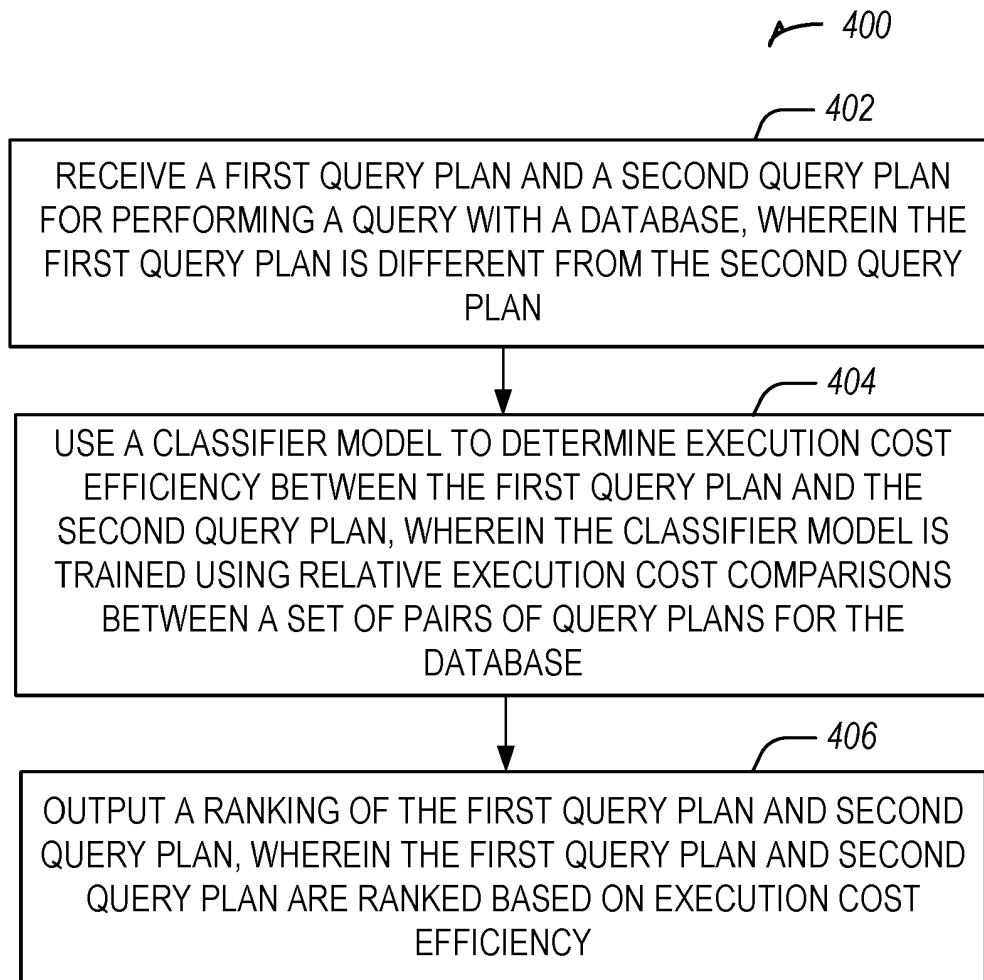 400
402
RECEIVE A FIRST QUERY PLAN AND A SECOND QUERY PLAN
FOR PERFORMING A QUERY WITH A DATABASE, WHEREIN THE
FIRST QUERY PLAN IS DIFFERENT FROM THE SECOND QUERY
PLAN
404
USE A CLASSIFIER MODEL TO DETERMINE EXECUTION COST
EFFICIENCY BETWEEN THE FIRST QUERY PLAN AND THE
SECOND QUERY PLAN, WHEREIN THE CLASSIFIER MODEL IS
TRAINED USING RELATIVE EXECUTION COST COMPARISONS
BETWEEN A SET OF PAIRS OF QUERY PLANS FOR THE
DATABASE
406
OUTPUT A RANKING OF THE FIRST QUERY PLAN AND SECOND
QUERY PLAN, WHEREIN THE FIRST QUERY PLAN AND SECOND
QUERY PLAN ARE RANKED BASED ON EXECUTION COST
EFFICIENCY